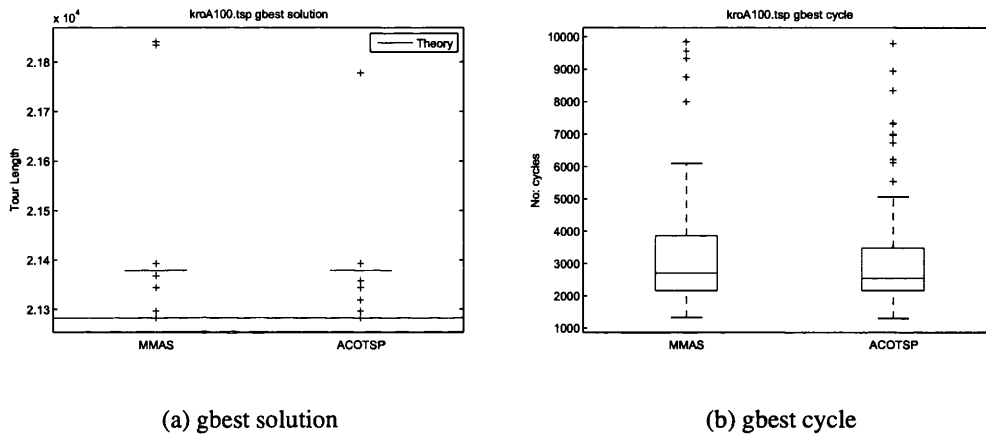 kroA100.tsp gbest solution
x 10⁴
Theory
2.18
2.17
2.16
2.15
2.14
2.13
Tour Length
MMAS
ACOTSP
(a) gbest solution
kroA100.tsp gbest cycle
10000
9000
8000
7000
6000
5000
4000
3000
2000
1000
No: cycles
MMAS
ACOTSP
(b) gbest cycle